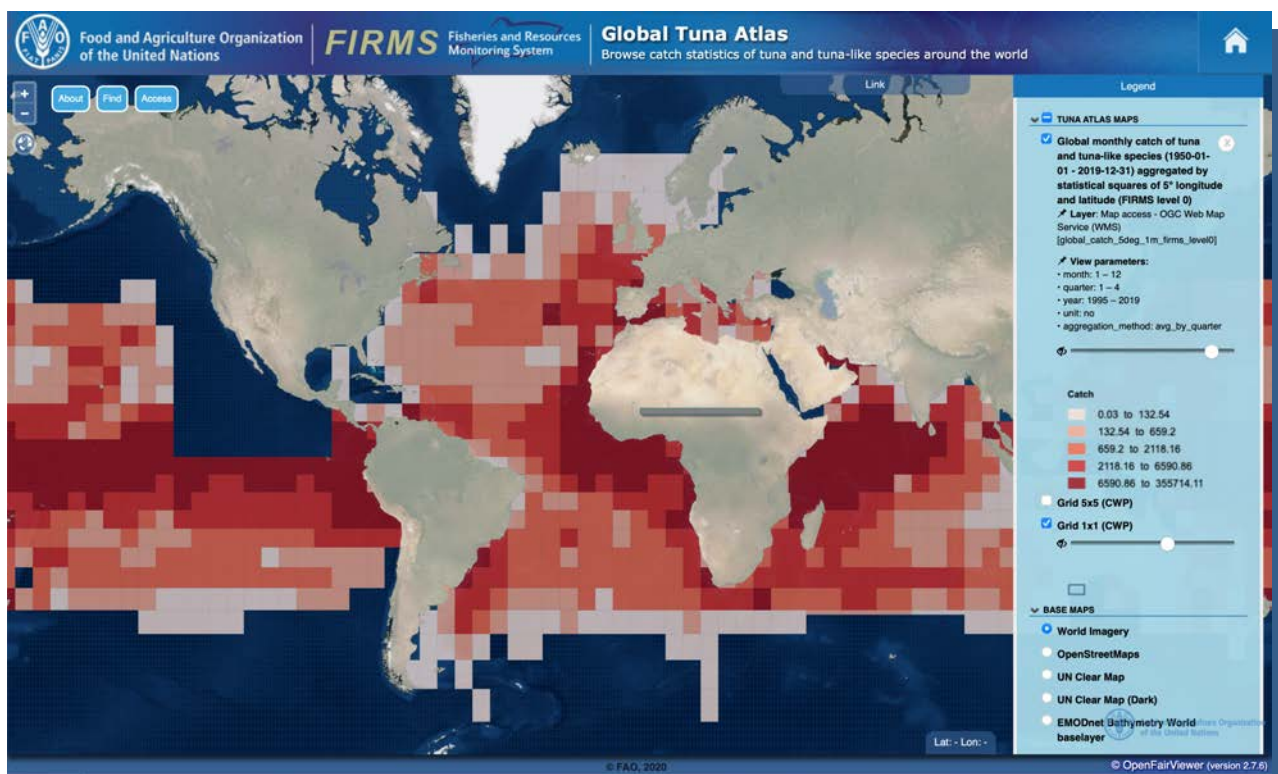 Food and Agriculture Organization
of the United Nations
FIRMS
Fisheries and Resources
Monitoring System
Global Tuna Atlas
Browse catch statistics of tuna and tuna-like species around the world
FAO
FIAT PANIS
+
−
About
Find
Access
Link
Legend
TUNA ATLAS MAPS
Global monthly catch of tuna
and tuna-like species (1950-01-
01 - 2019-12-31) aggregated by
statistical squares of 5° longitude
and latitude (FIRMS level 0)
X
Layer: Map access - OGC Web Map
Service (WMS)
[global_catch_5deg_1m_firms_level0]
View parameters:
• month: 1 – 12
• quarter: 1 – 4
• year: 1995 – 2019
• unit: no
• aggregation_method: avg_by_quarter
Catch
0.03 to 132.54
132.54 to 659.2
659.2 to 2118.16
2118.16 to 6590.86
6590.86 to 355714.11
Grid 5x5 (CWP)
Grid 1x1 (CWP)
BASE MAPS
World Imagery
OpenStreetMaps
UN Clear Map
UN Clear Map (Dark)
EMODnet Bathymetry World
baselayer
of the United Nations
Lat: - Lon: -
© FAO, 2020
© OpenFairViewer (version 2.7.6)